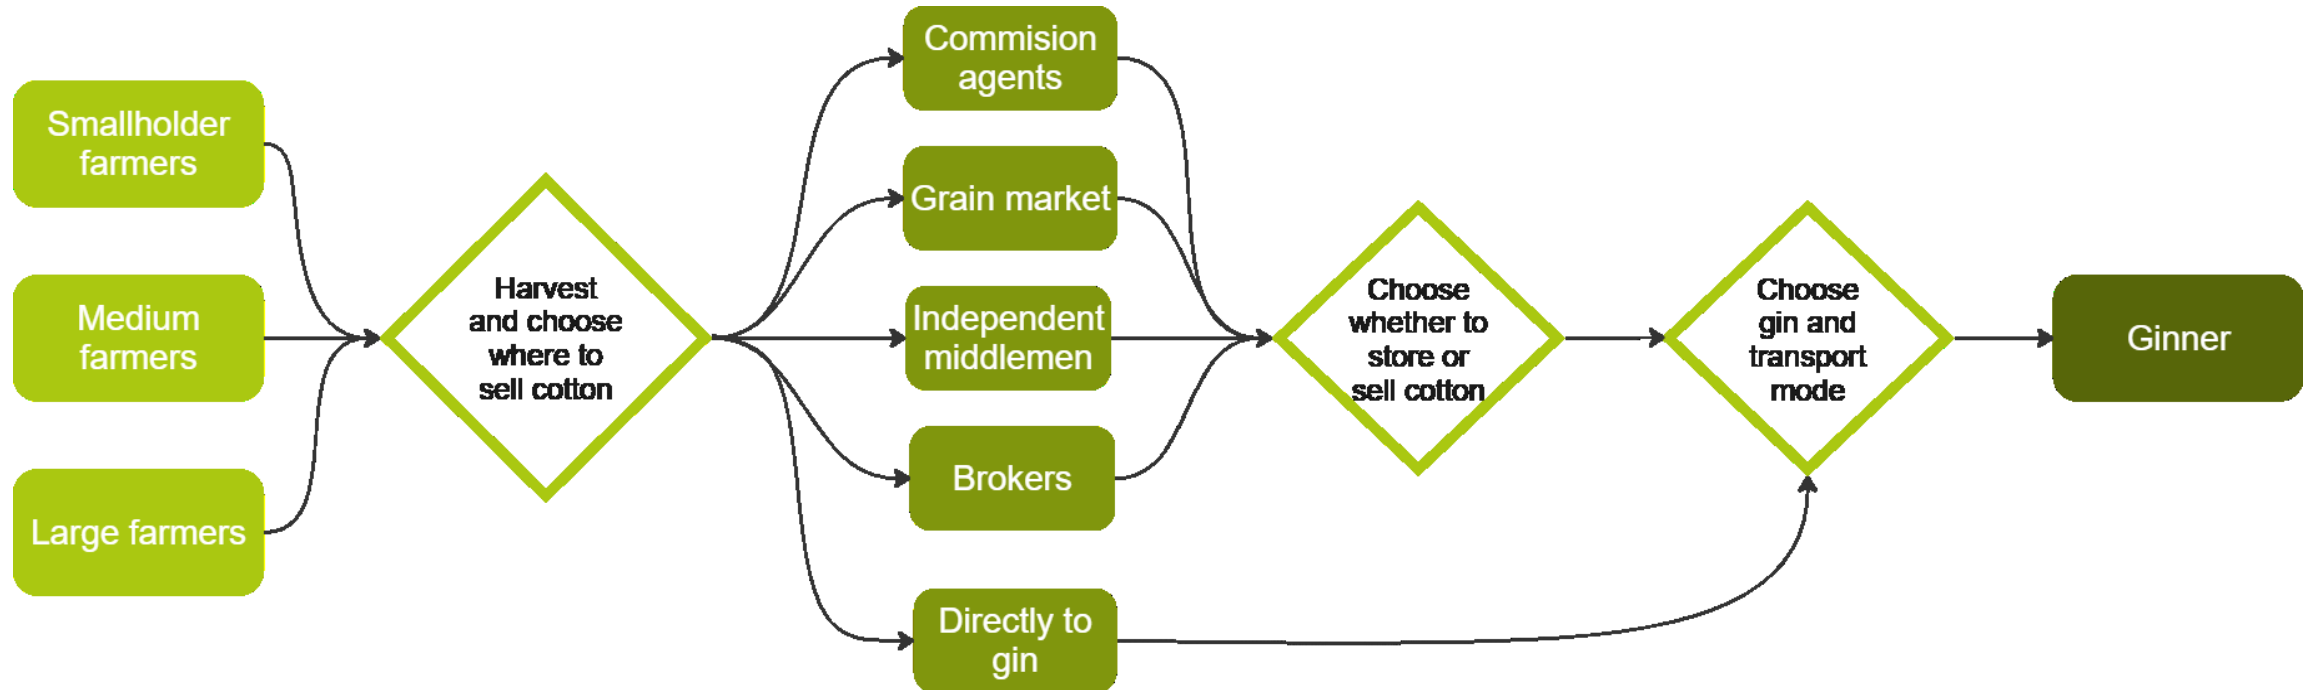 Smallholder
farmers
Medium
farmers
Large farmers
Harvest
and choose
where to
sell cotton
Commision
agents
Grain market
Independent
middlemen
Brokers
Directly to
gin
Choose
whether to
store or
sell cotton
Choose
gin and
transport
mode
Ginner